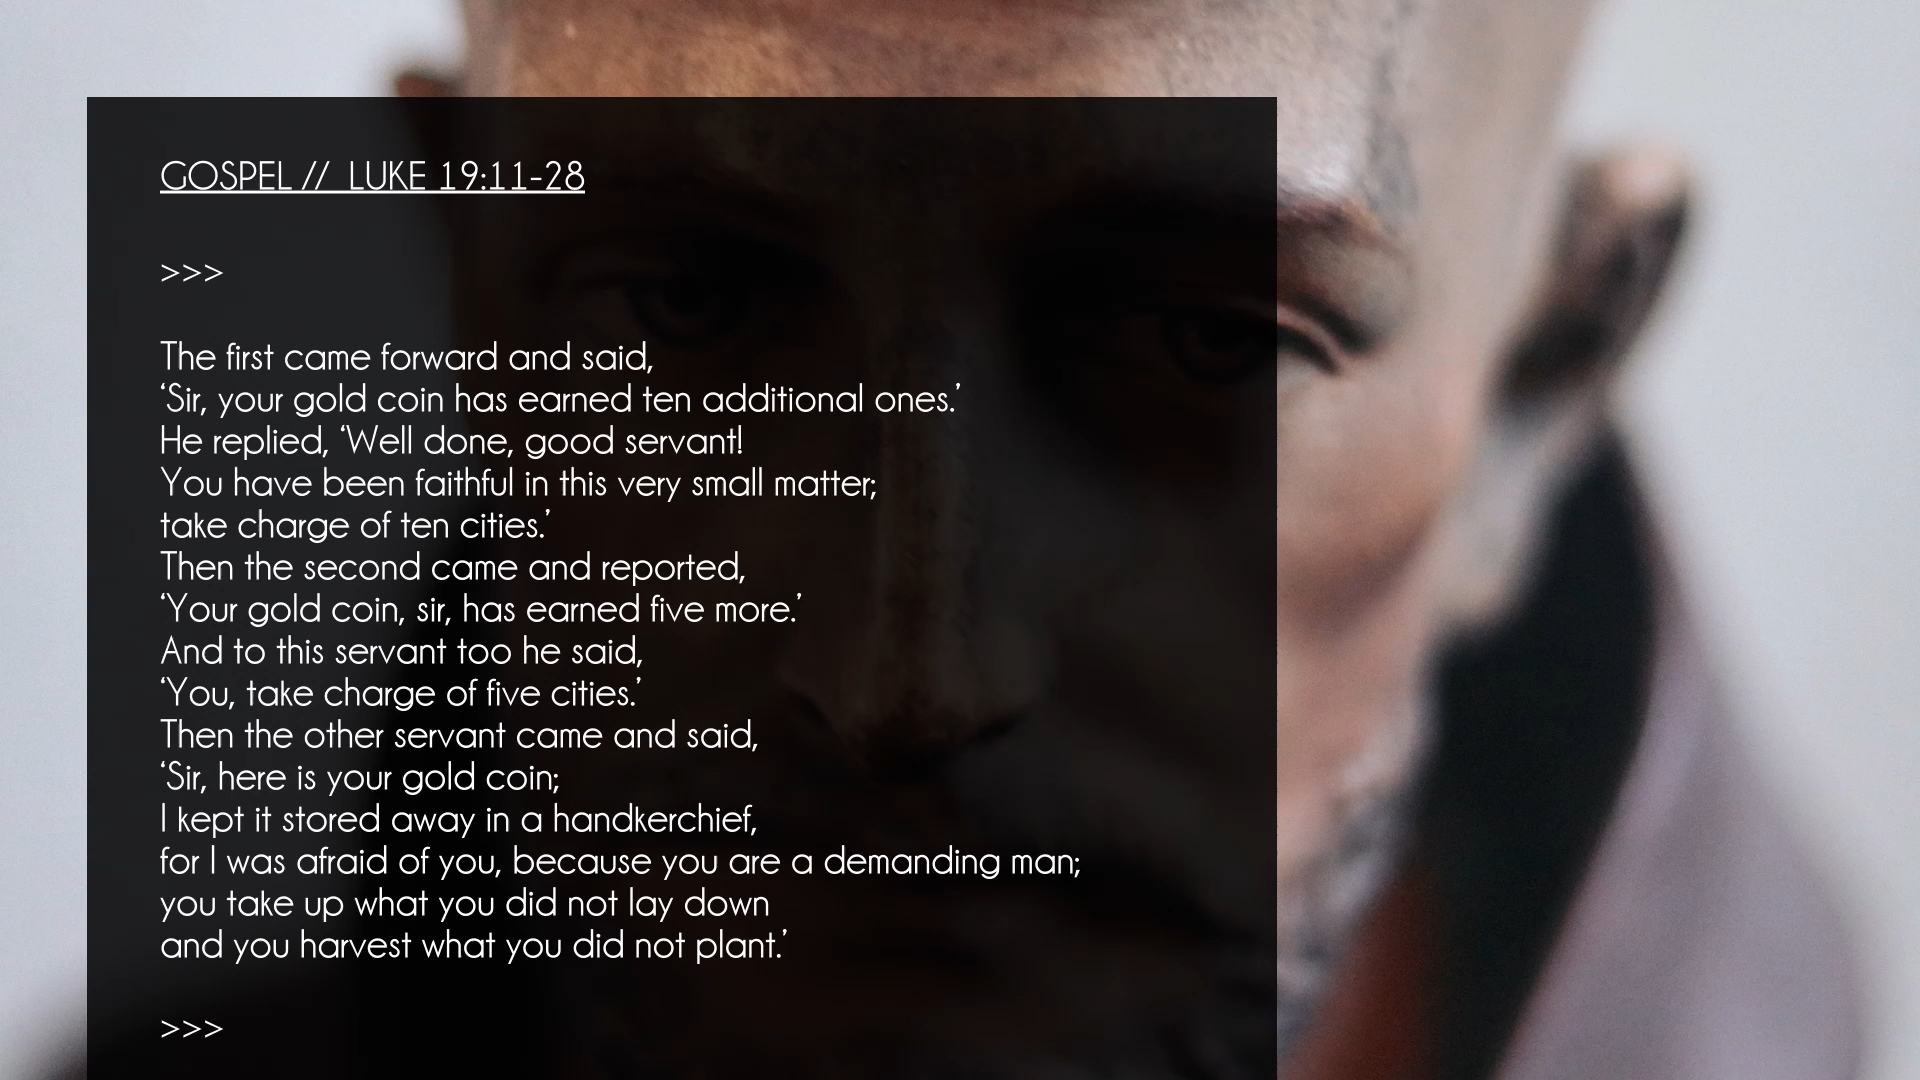 GOSPEL // LUKE 19:11-28
>>>
The first came forward and said,
‘Sir, your gold coin has earned ten additional ones.’
He replied, ‘Well done, good servant!
You have been faithful in this very small matter;
take charge of ten cities.’
Then the second came and reported,
‘Your gold coin, sir, has earned five more.’
And to this servant too he said,
‘You, take charge of five cities.’
Then the other servant came and said,
‘Sir, here is your gold coin;
I kept it stored away in a handkerchief,
for I was afraid of you, because you are a demanding man;
you take up what you did not lay down
and you harvest what you did not plant.’
>>>